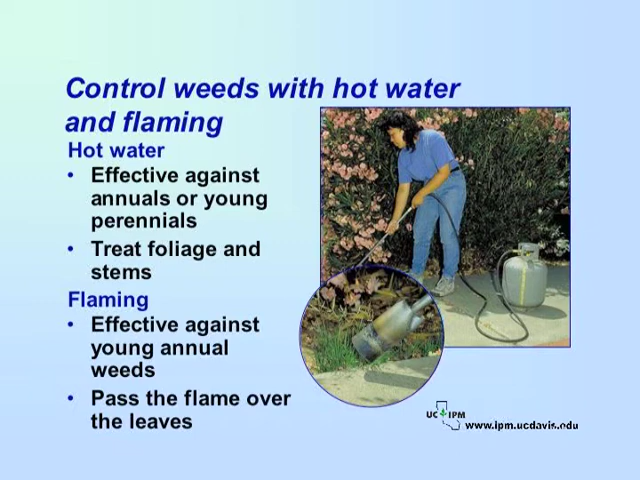 Control weeds with hot water
and flaming
Hot water
• Effective against
annuals or young
perennials
• Treat foliage and
stems
Flaming
• Effective against
young annual
weeds
• Pass the flame over
the leaves
UC IPM
www.ipm.ucdavis.edu